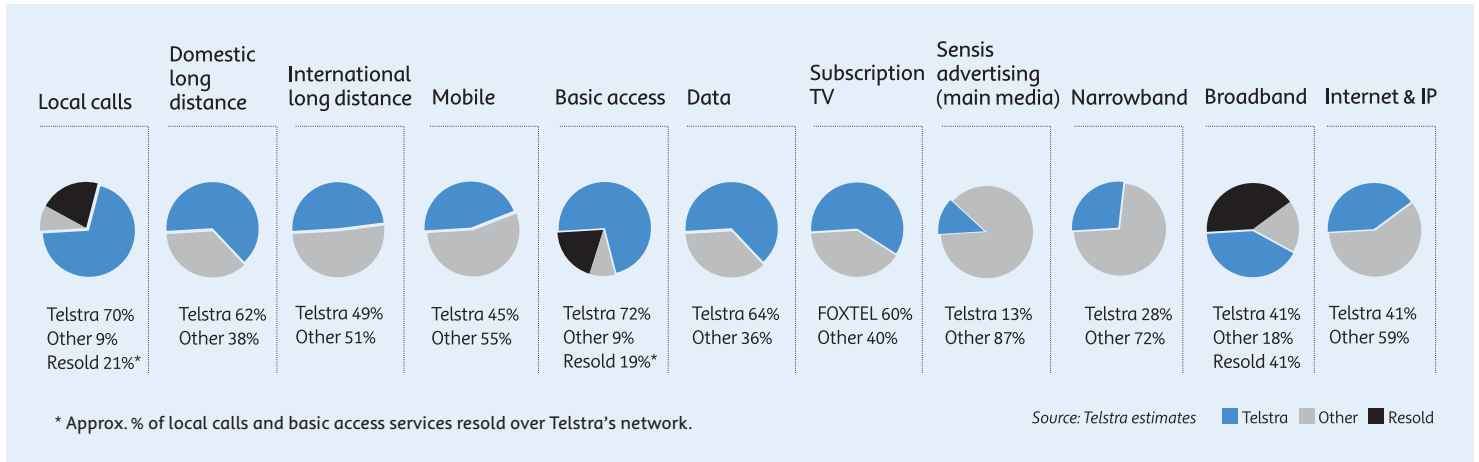 Local calls
Telstra 70%
Other 9%
Resold 21%*
Domestic
long
distance
Telstra 62%
Other 38%
International
long distance
Telstra 49%
Other 51%
Mobile
Telstra 45%
Other 55%
Basic access
Telstra 72%
Other 9%
Resold 19%*
Data
Telstra 64%
Other 36%
Subscription
TV
FOXTEL 60%
Other 40%
Sensis
advertising
(main media)
Telstra 13%
Other 87%
Narrowband
Telstra 28%
Other 72%
Broadband
Telstra 41%
Other 18%
Resold 41%
Internet & IP
Telstra 41%
Other 59%
* Approx. % of local calls and basic access services resold over Telstra’s network.
Source: Telstra estimates Telstra Other Resold